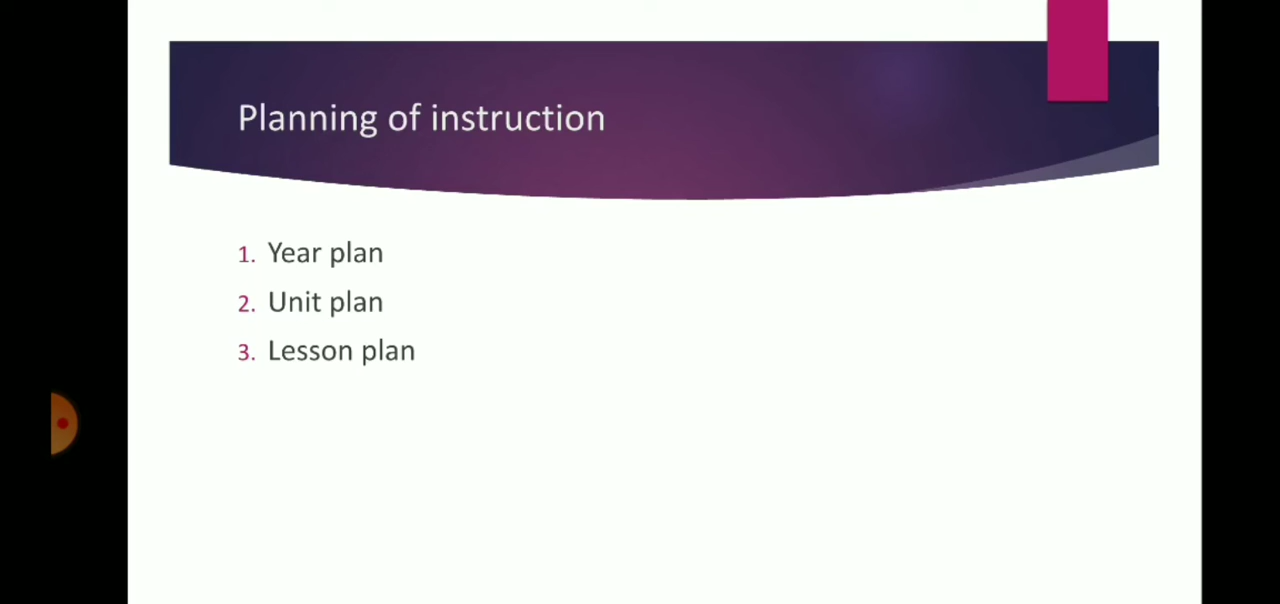 Planning of instruction
1. Year plan
2. Unit plan
3. Lesson plan